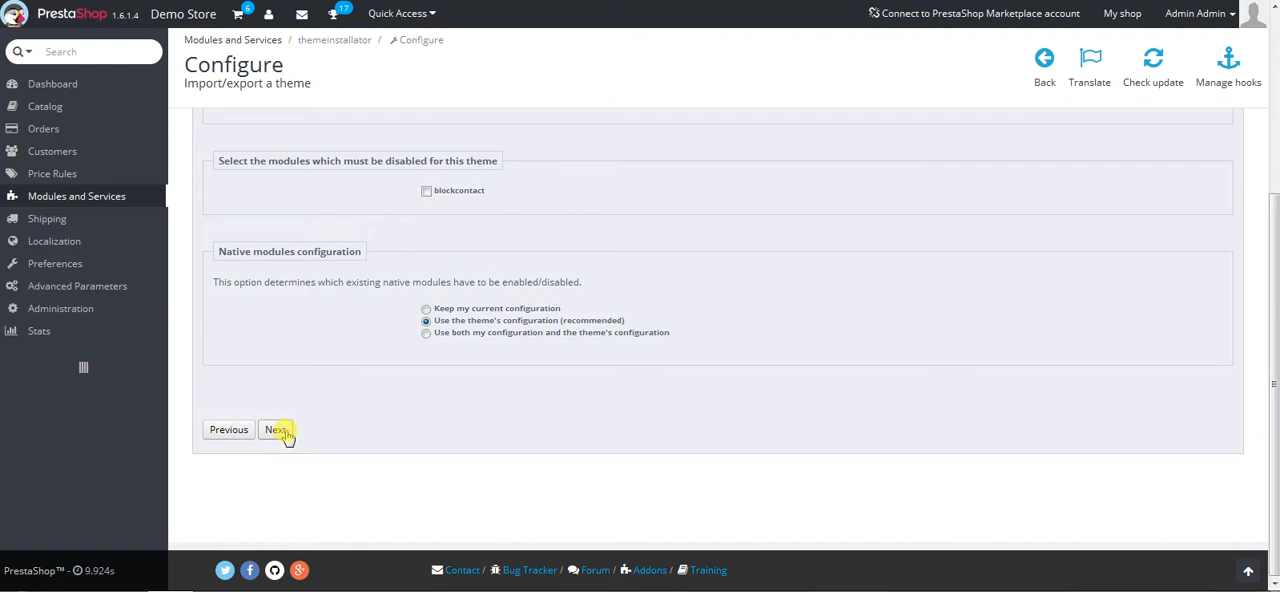 PrestaShop 1.6.1.4 Demo Store 6 17 Quick Access Connect to PrestaShop Marketplace account My shop Admin Admin
Search
Modules and Services / themeinstallator / Configure
Configure
Import/export a theme
Back Translate Check update Manage hooks
Dashboard
Catalog
Orders
Customers
Price Rules
Modules and Services
Shipping
Localization
Preferences
Advanced Parameters
Administration
Stats
Select the modules which must be disabled for this theme
blockcontact
Native modules configuration
This option determines which existing native modules have to be enabled/disabled.
Keep my current configuration
Use the theme's configuration (recommended)
Use both my configuration and the theme's configuration
Previous Next
PrestaShop™ - 9.924s
Contact / Bug Tracker / Forum / Addons / Training